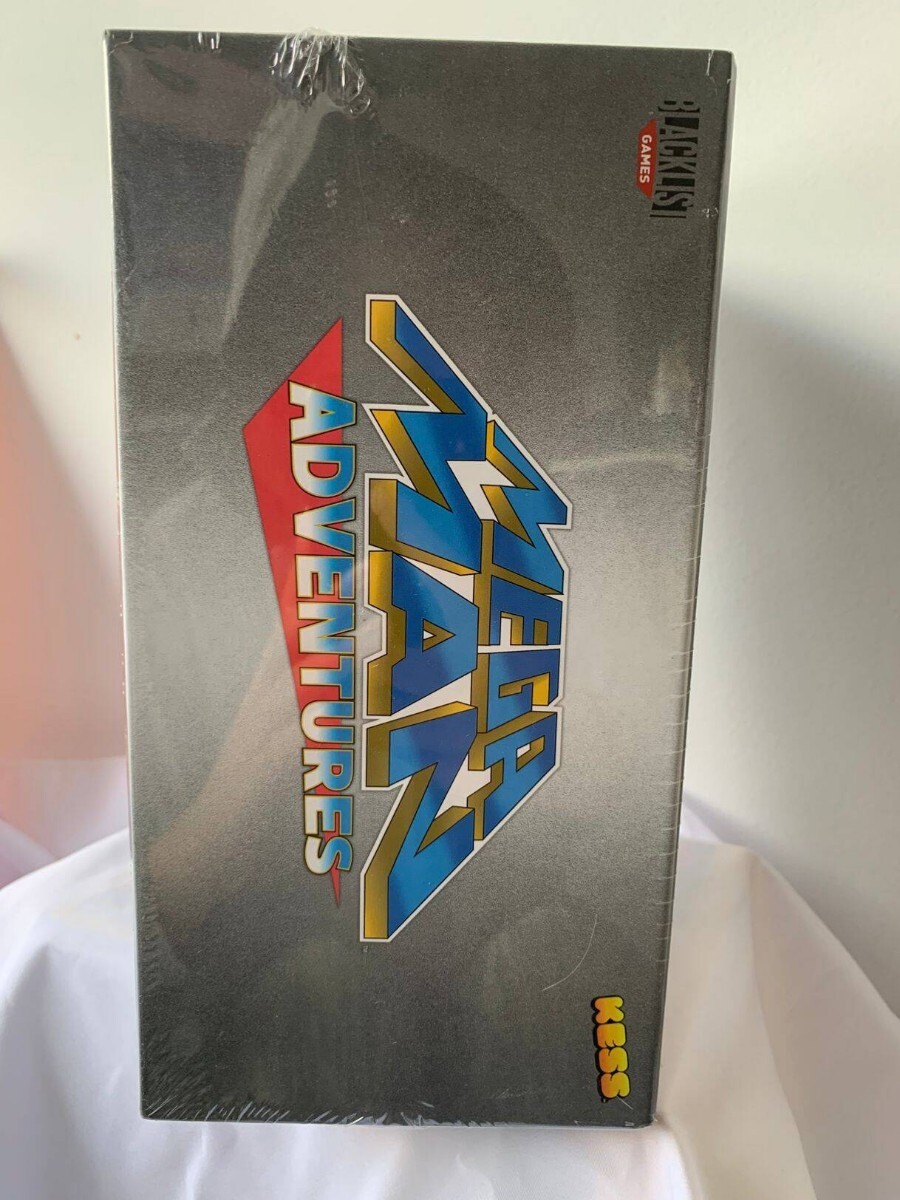 BLACKLIST
GAMES
MEGA
MAN
ADVENTURES
KESS